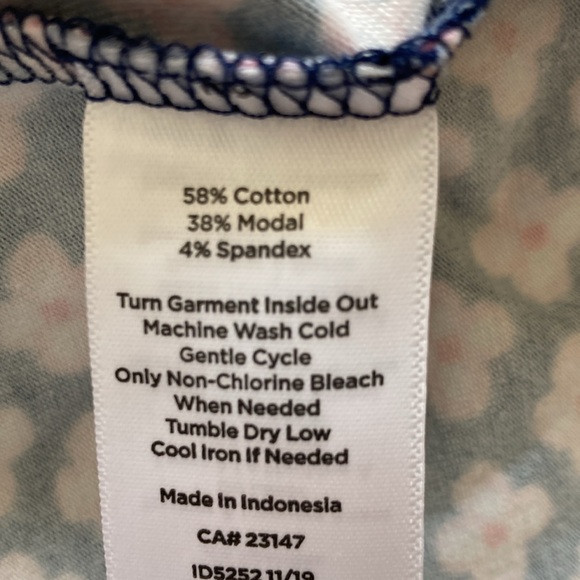 58% Cotton
38% Modal
4% Spandex
Turn Garment Inside Out
Machine Wash Cold
Gentle Cycle
Only Non-Chlorine Bleach
When Needed
Tumble Dry Low
Cool Iron If Needed
Made In Indonesia
CA# 23147
ID5252 11/19